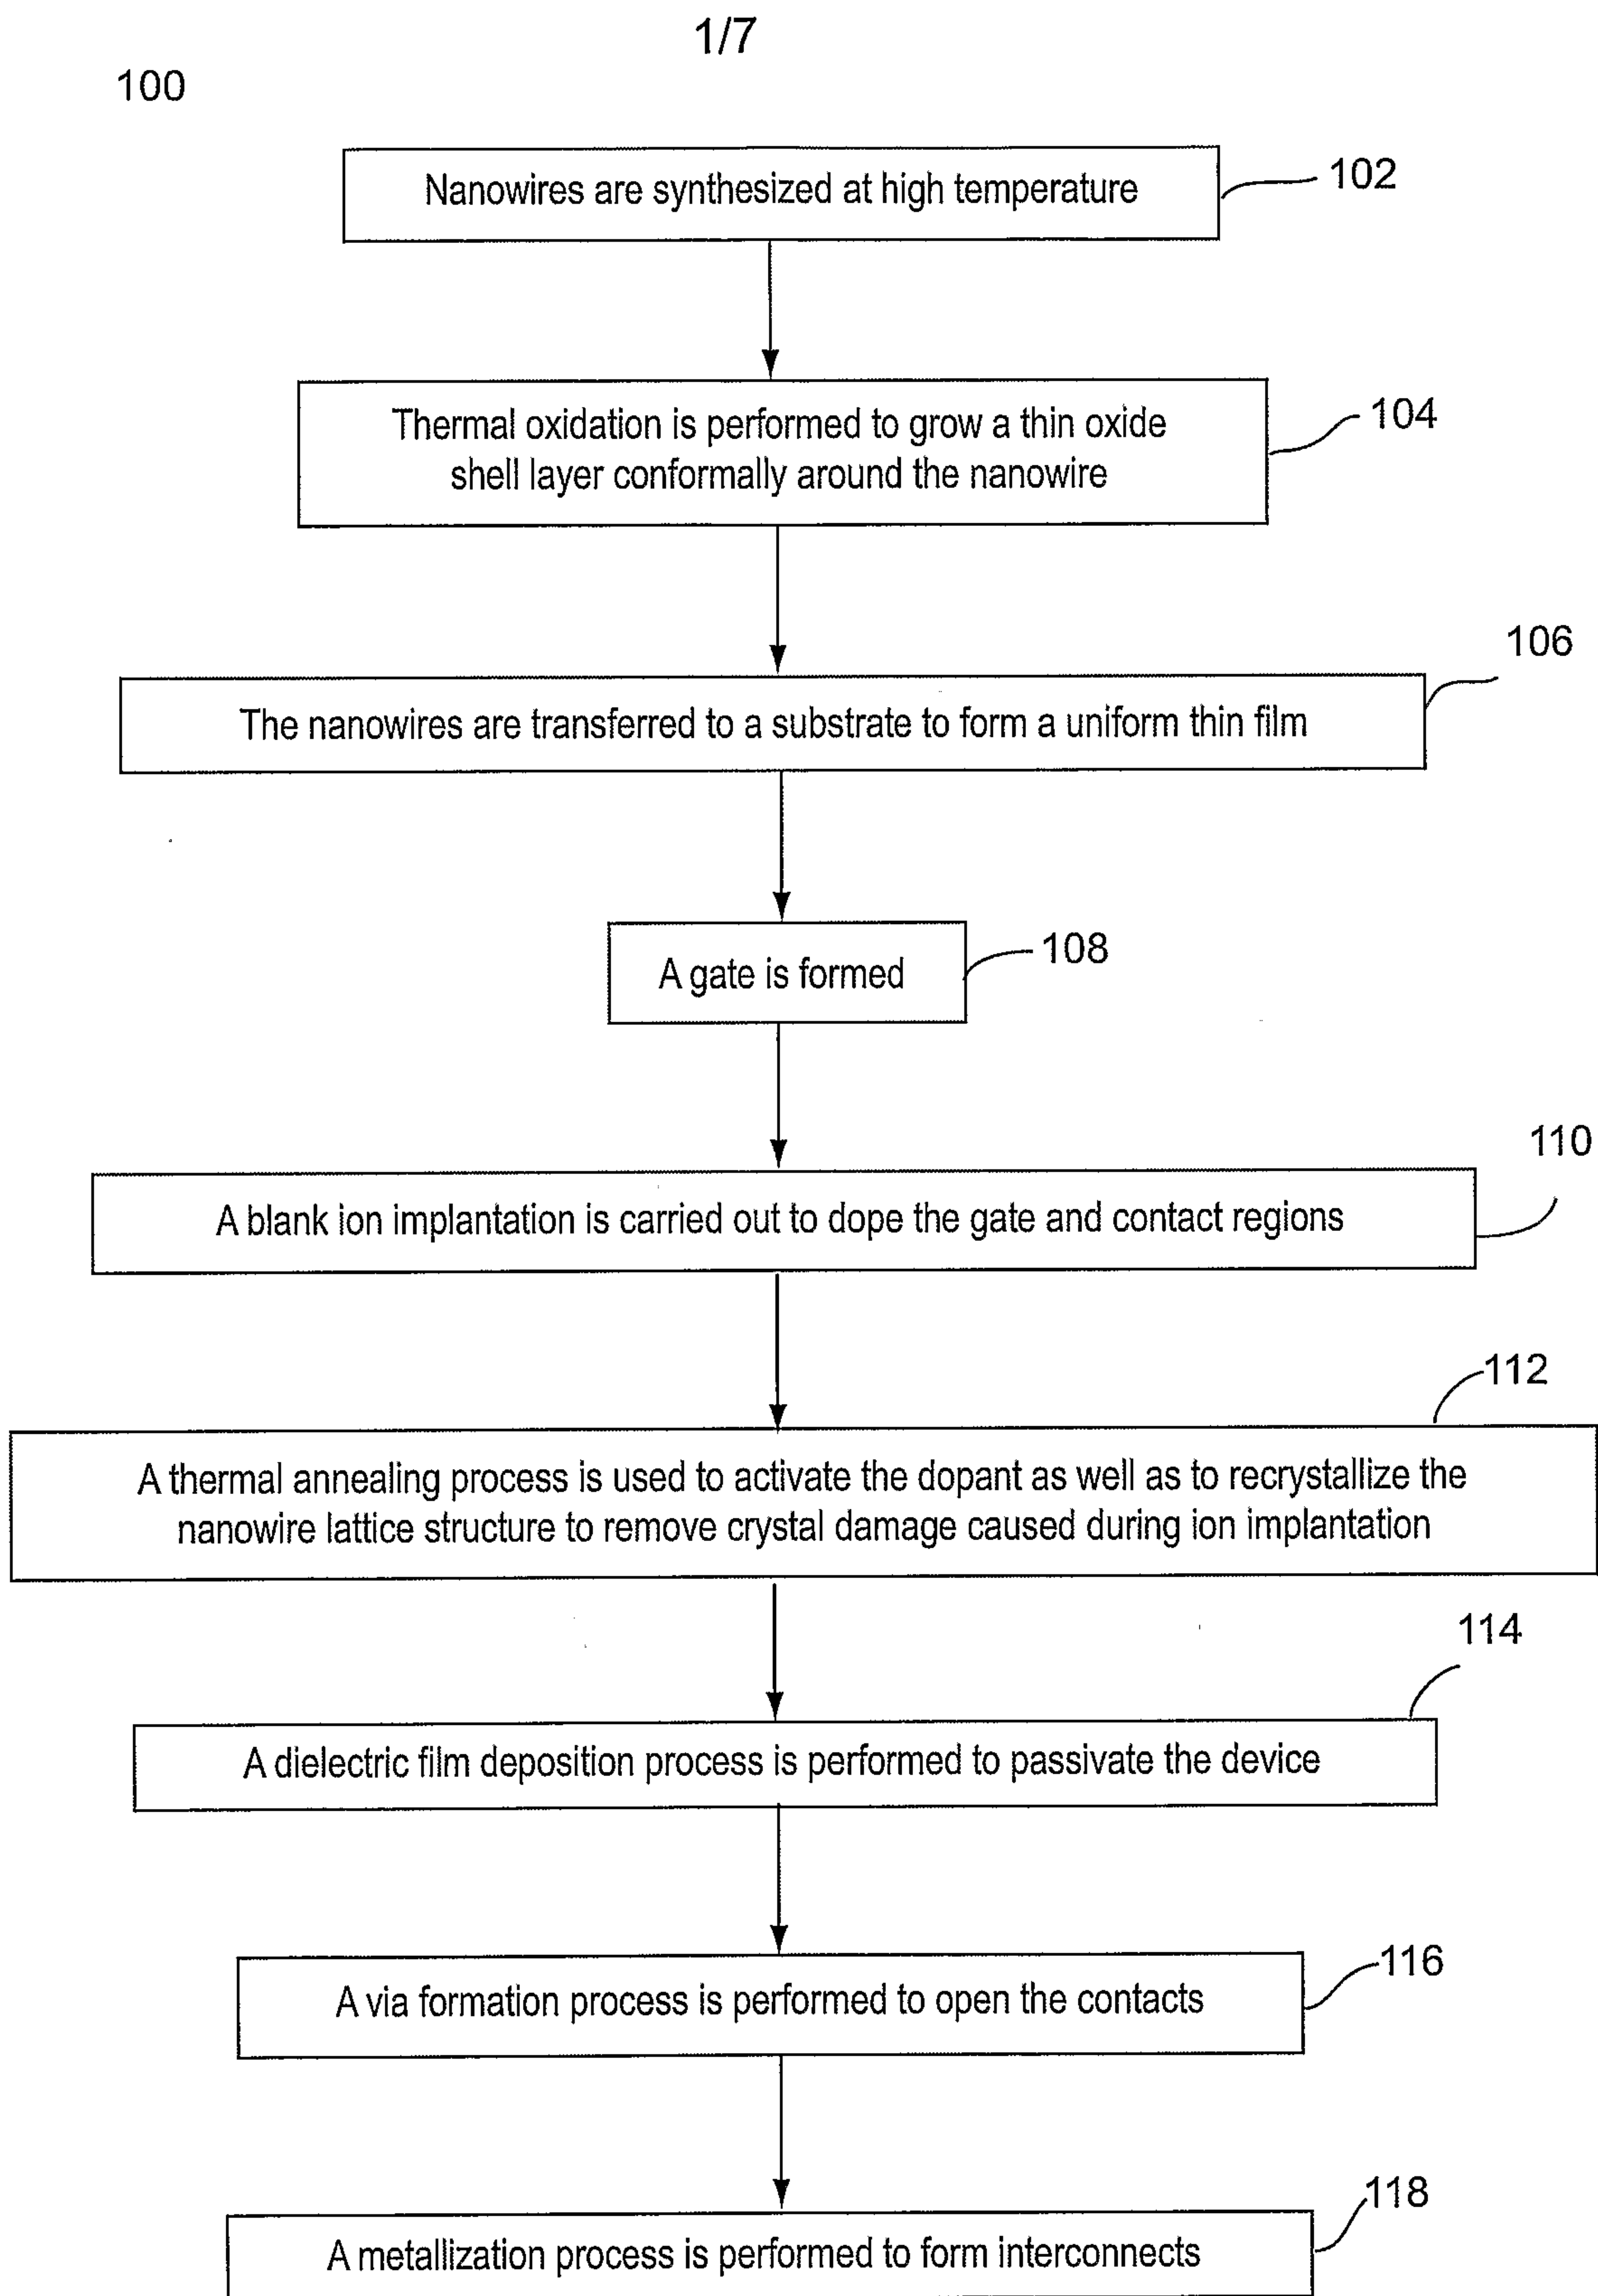 1/7
100
Nanowires are synthesized at high temperature
102
Thermal oxidation is performed to grow a thin oxide
shell layer conformally around the nanowire
104
106
The nanowires are transferred to a substrate to form a uniform thin film
A gate is formed
108
110
A blank ion implantation is carried out to dope the gate and contact regions
112
A thermal annealing process is used to activate the dopant as well as to recrystallize the
nanowire lattice structure to remove crystal damage caused during ion implantation
114
A dielectric film deposition process is performed to passivate the device
116
A via formation process is performed to open the contacts
118
A metallization process is performed to form interconnects